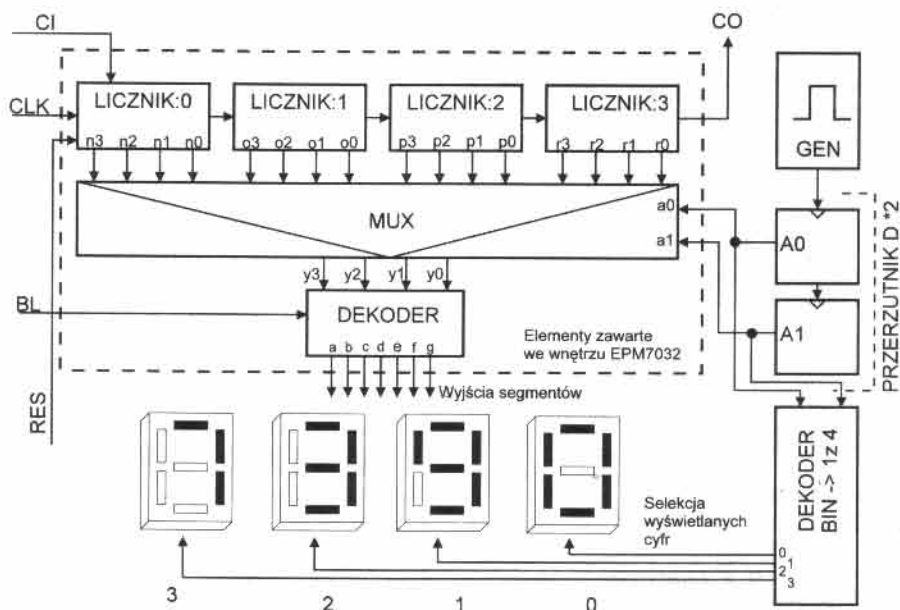 CI
CO
CLK
LICZNIK:0
LICZNIK:1
LICZNIK:2
LICZNIK:3
n3 n2 n1 n0
o3 o2 o1 o0
p3 p2 p1 p0
r3 r2 r1 r0
GEN
MUX
a0
a1
A0
A1
PRZERZUTNIK D *2
y3 y2 y1 y0
BL
DEKODER
a b c d e f g
Elementy zawarte
we wnętrzu EPM7032
RES
Wyjścia segmentów
Selekcja
wyświetlanych
cyfr
DEKODER
BIN -> 1z 4
0
1
2
3
3 2 1 0